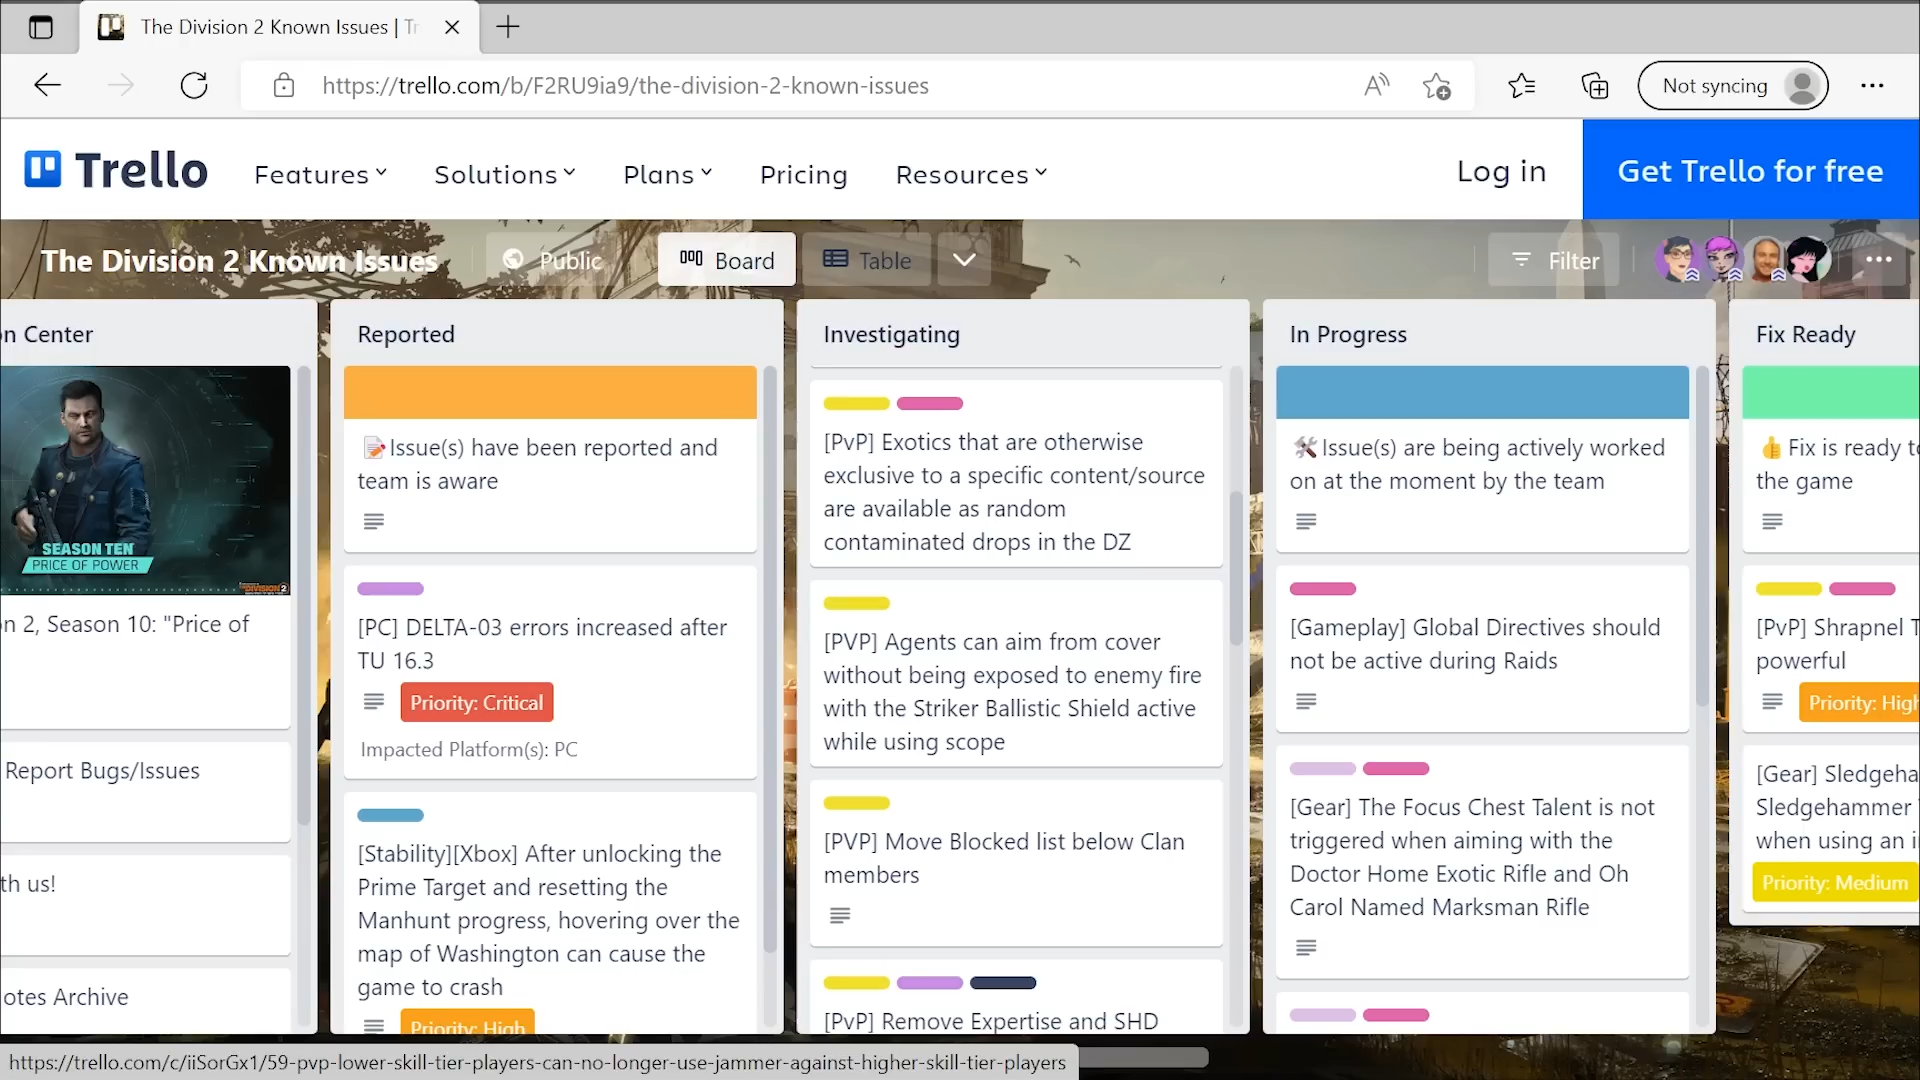 The Division 2 Known Issues | Tr
https://trello.com/b/F2RU9ia9/the-division-2-known-issues
Not syncing
Trello
Features
Solutions
Plans
Pricing
Resources
Log in
Get Trello for free
The Division 2 Known Issues
Public
Board
Table
Filter
n Center
SEASON TEN
PRICE OF POWER
n 2, Season 10: "Price of
Report Bugs/Issues
th us!
otes Archive
Reported
Issue(s) have been reported and
team is aware
[PC] DELTA-03 errors increased after
TU 16.3
Priority: Critical
Impacted Platform(s): PC
[Stability][Xbox] After unlocking the
Prime Target and resetting the
Manhunt progress, hovering over the
map of Washington can cause the
game to crash
Priority: High
Investigating
[PvP] Exotics that are otherwise
exclusive to a specific content/source
are available as random
contaminated drops in the DZ
[PVP] Agents can aim from cover
without being exposed to enemy fire
with the Striker Ballistic Shield active
while using scope
[PVP] Move Blocked list below Clan
members
[PvP] Remove Expertise and SHD
In Progress
Issue(s) are being actively worked
on at the moment by the team
[Gameplay] Global Directives should
not be active during Raids
[Gear] The Focus Chest Talent is not
triggered when aiming with the
Doctor Home Exotic Rifle and Oh
Carol Named Marksman Rifle
Fix Ready
Fix is ready to
the game
[PvP] Shrapnel T
powerful
Priority: High
[Gear] Sledgeha
Sledgehammer
when using an i
Priority: Medium
https://trello.com/c/iiSorGx1/59-pvp-lower-skill-tier-players-can-no-longer-use-jammer-against-higher-skill-tier-players